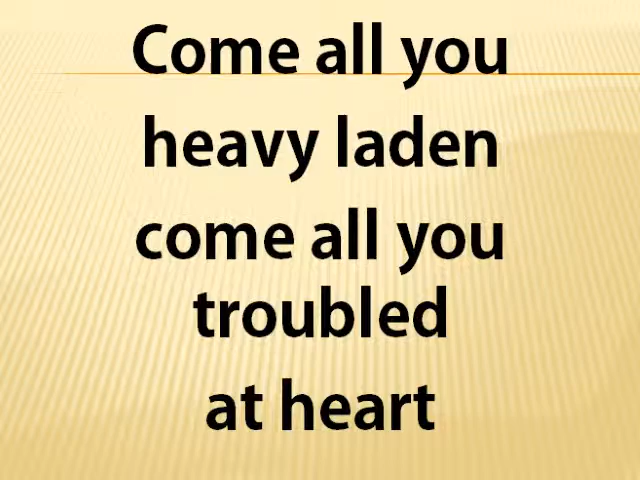 Come all you
heavy laden
come all you
troubled
at heart